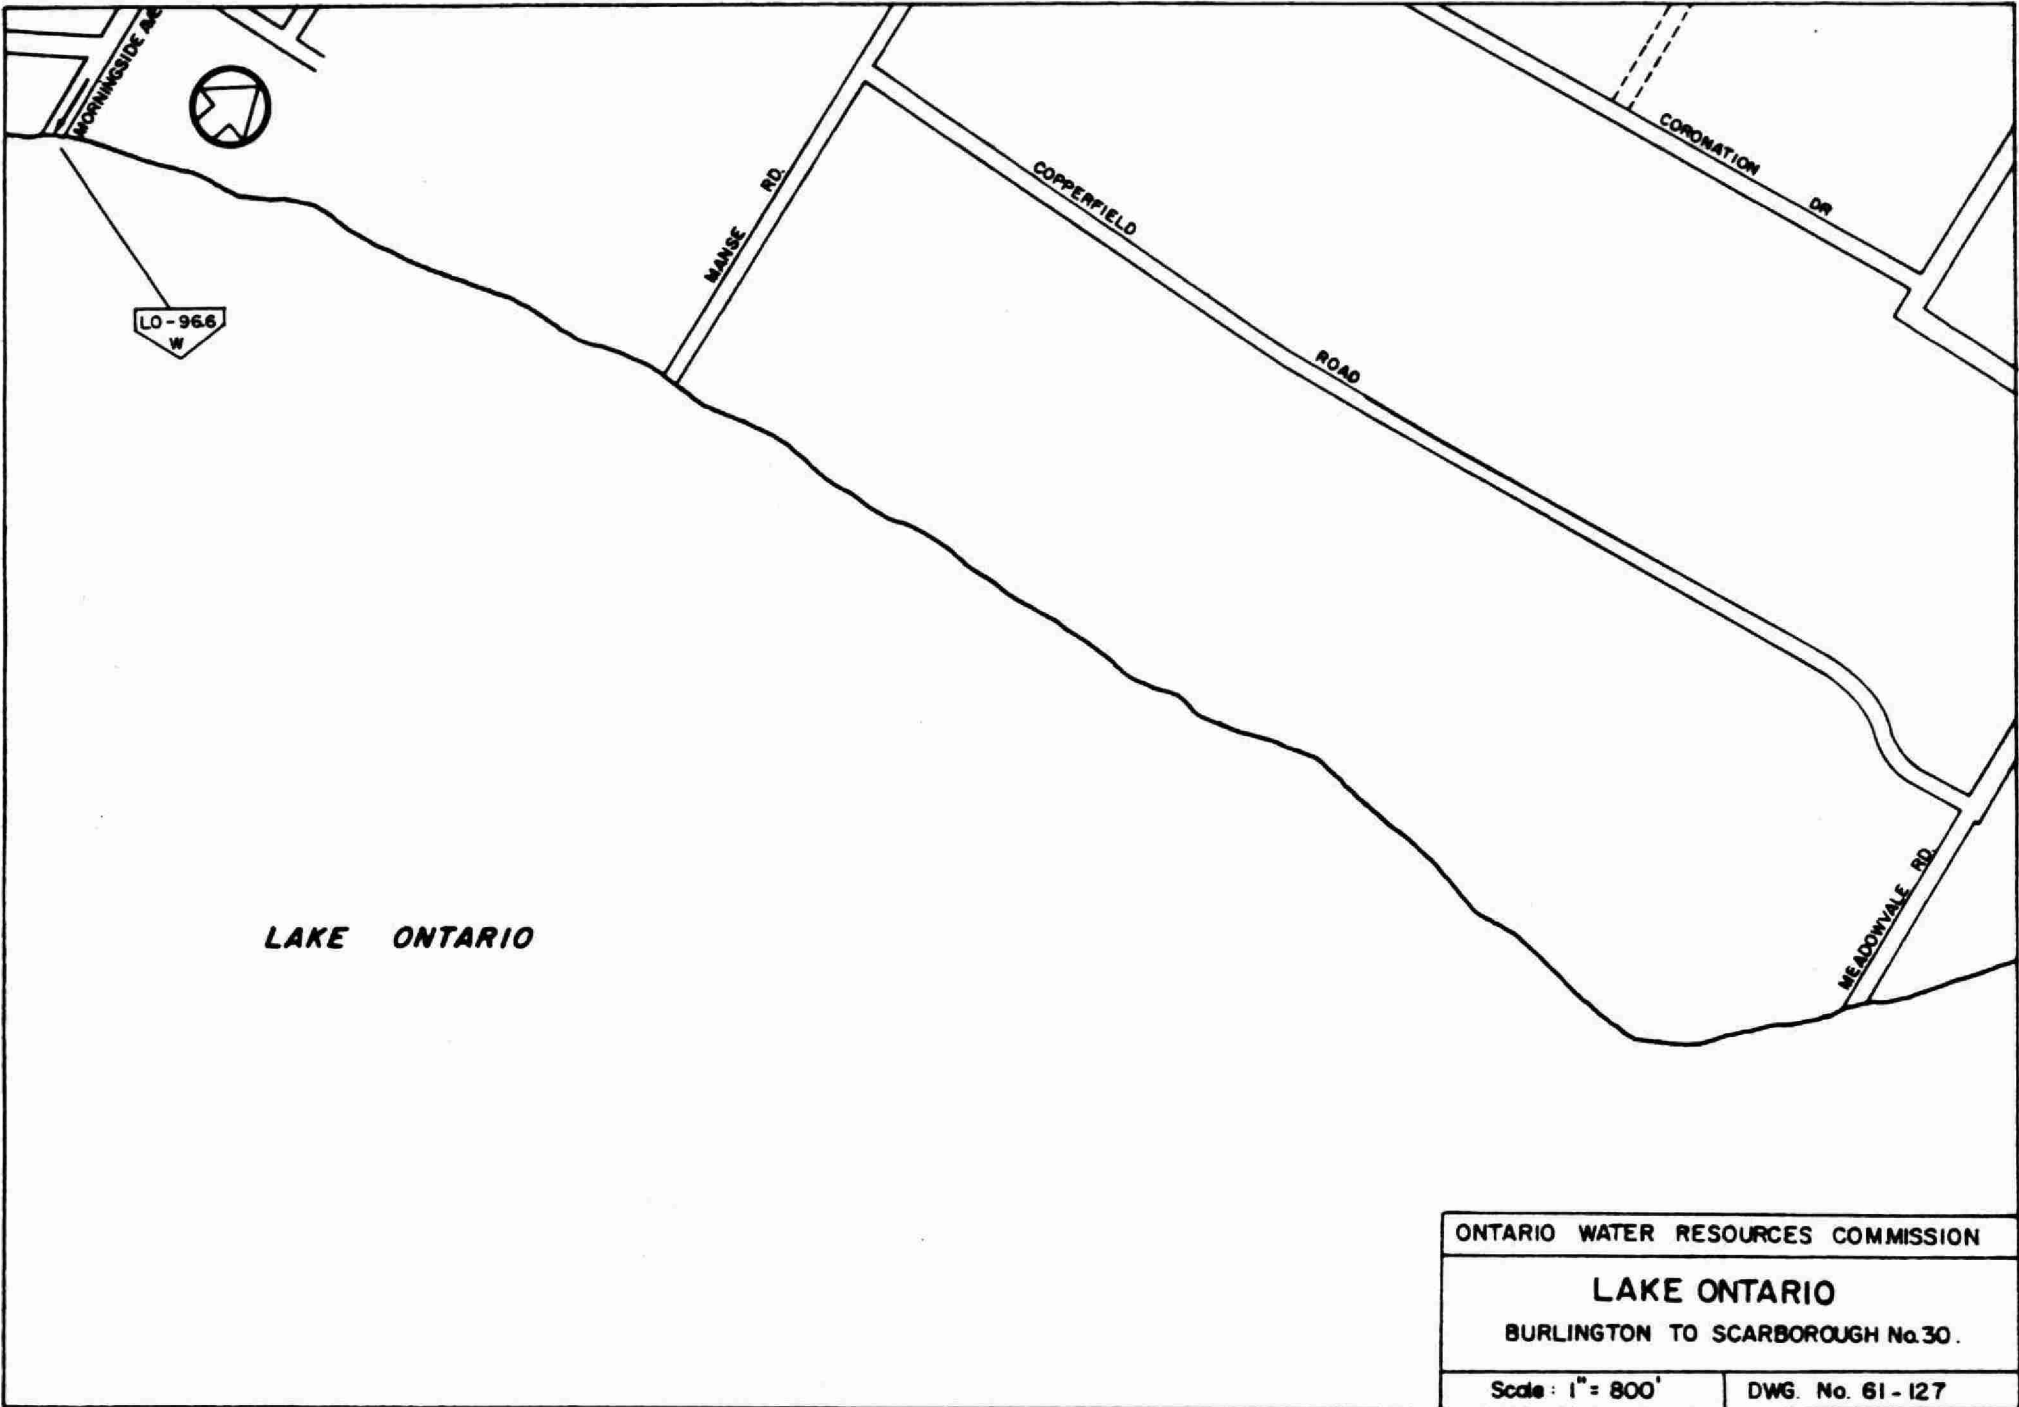 MORNINGSIDE AVE
MANSE RD.
COPPERFIELD ROAD
CORONATION DR
LO-96.6
W
MEADOWVALE RD.
LAKE ONTARIO
ONTARIO WATER RESOURCES COMMISSION
LAKE ONTARIO
BURLINGTON TO SCARBOROUGH No.30.
Scale: 1"= 800'
DWG. No. 61-127